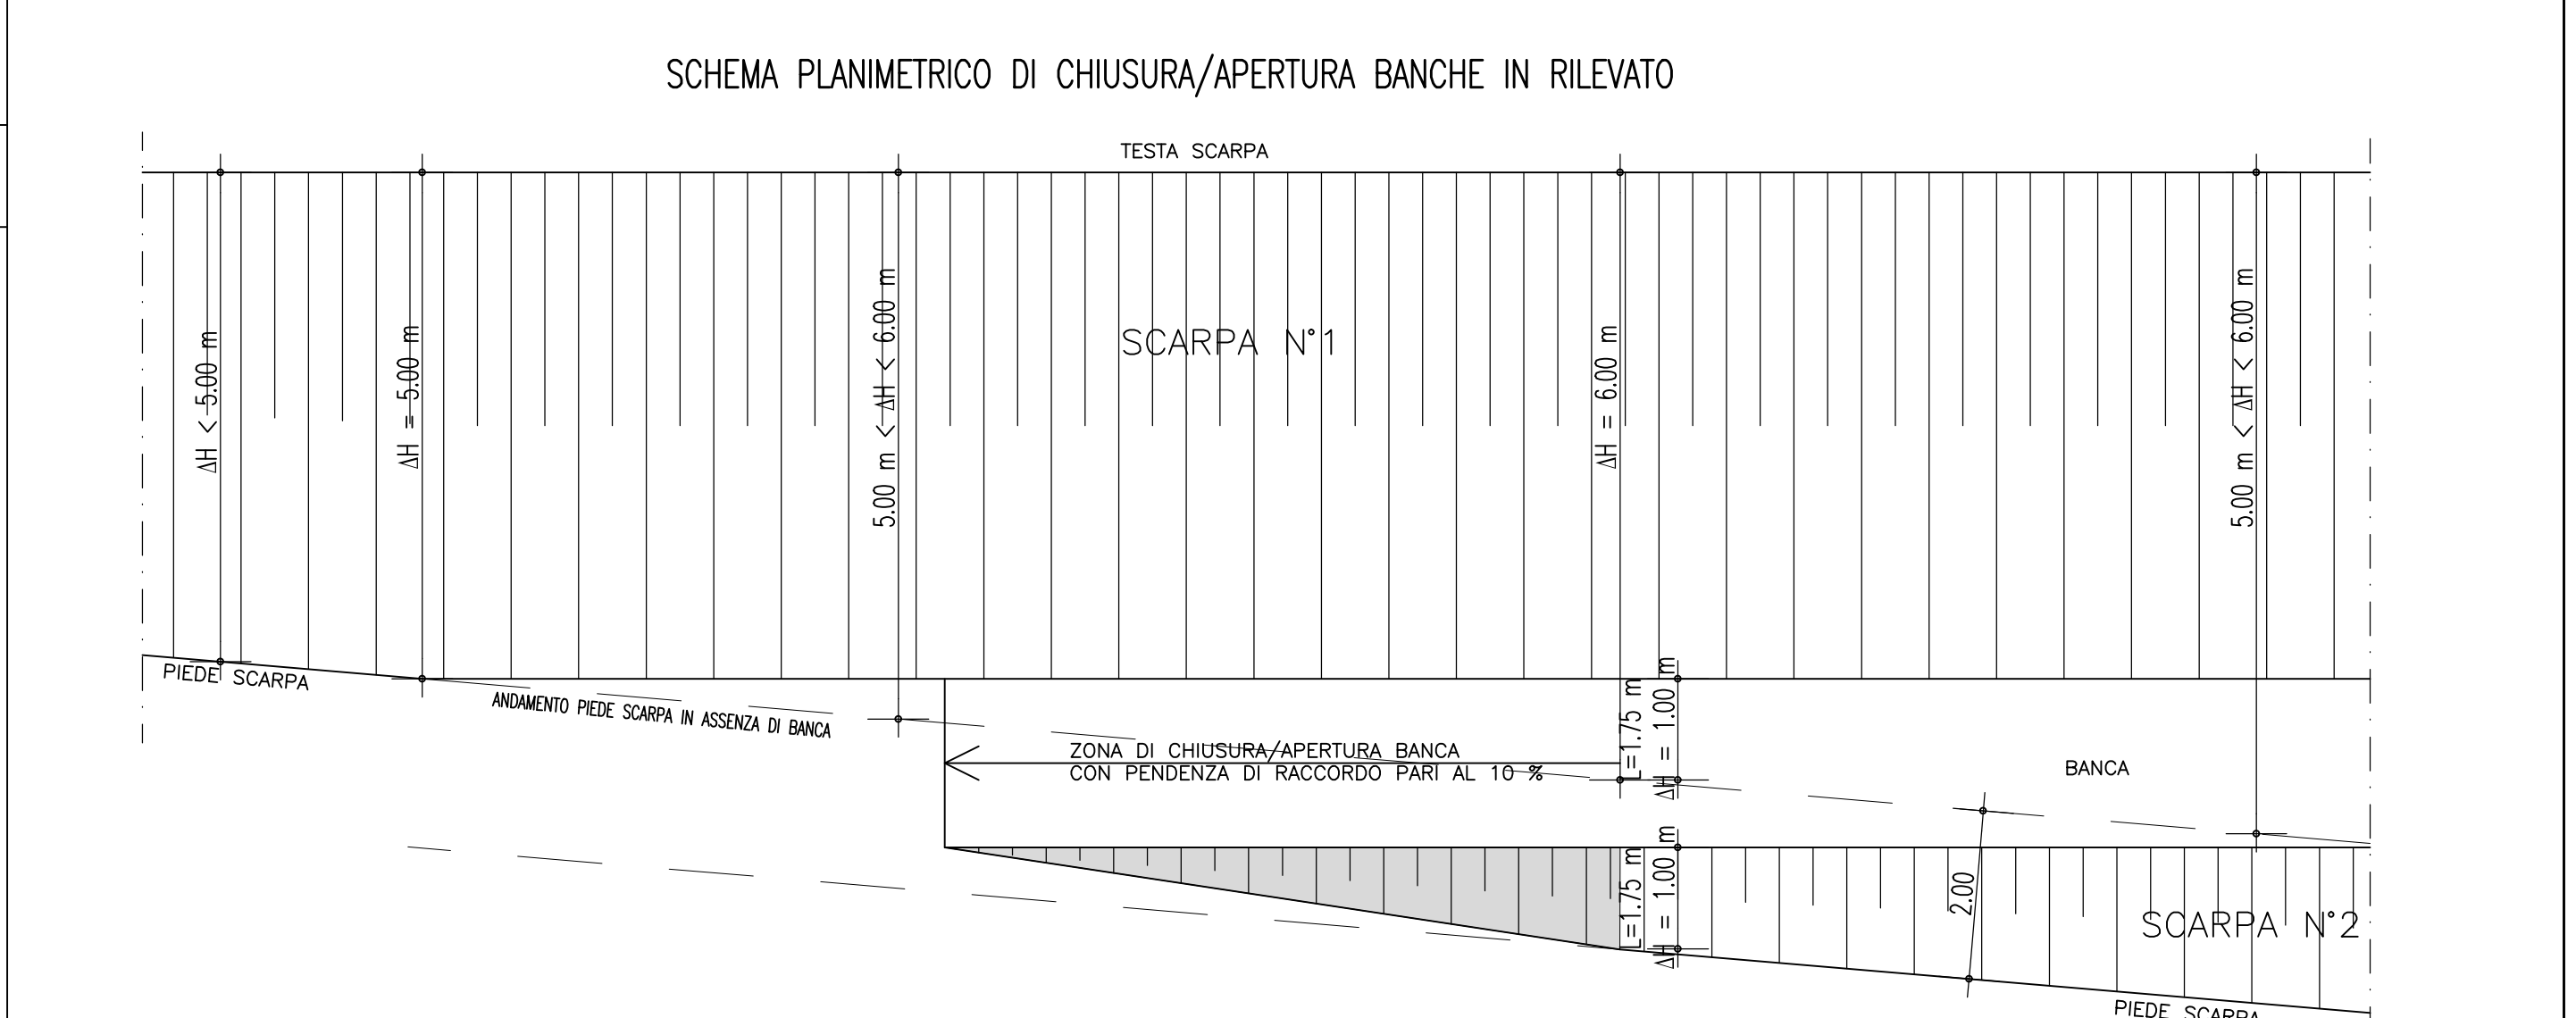 SCHEMA PLANIMETRICO DI CHIUSURA/APERTURA BANCHE IN RILEVATO
TESTA SCARPA
ΔH < 5.00 m
ΔH = 5.00 m
5.00 m < ΔH < 6.00 m
SCARPA N°1
ΔH = 6.00 m
5.00 m < ΔH < 6.00 m
PIEDE SCARPA
ANDAMENTO PIEDE SCARPA IN ASSENZA DI BANCA
ZONA DI CHIUSURA/APERTURA BANCA
CON PENDENZA DI RACCORDO PARI AL 10 %
L=1.75 m
ΔH = 1.00 m
BANCA
L=1.75 m
ΔH = 1.00 m
2.00
SCARPA N°2
PIEDE SCARPA